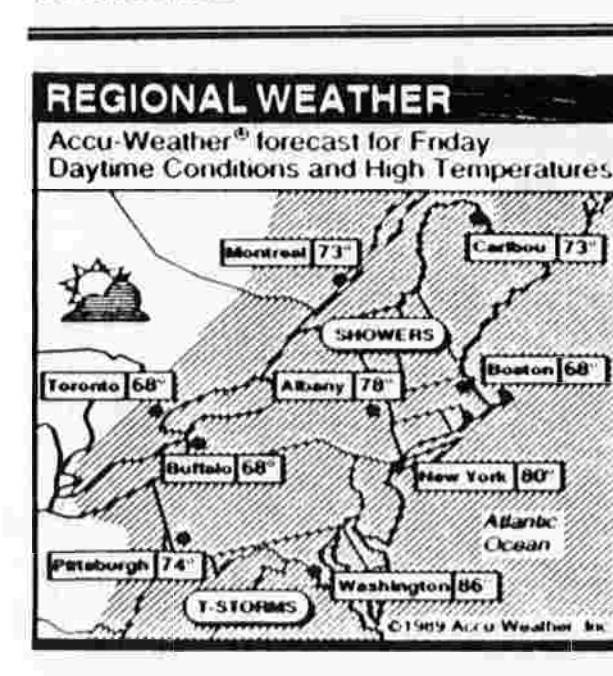 REGIONAL WEATHER
Accu-Weather® forecast for Friday
Daytime Conditions and High Temperatures
Montreal 73°
Caribou 73°
SHOWERS
Toronto 68°
Albany 78°
Boston 68°
Buffalo 68°
New York 80°
Atlantic
Ocean
Pittsburgh 74°
Washington 86
T-STORMS
©1989 Accu Weather Inc